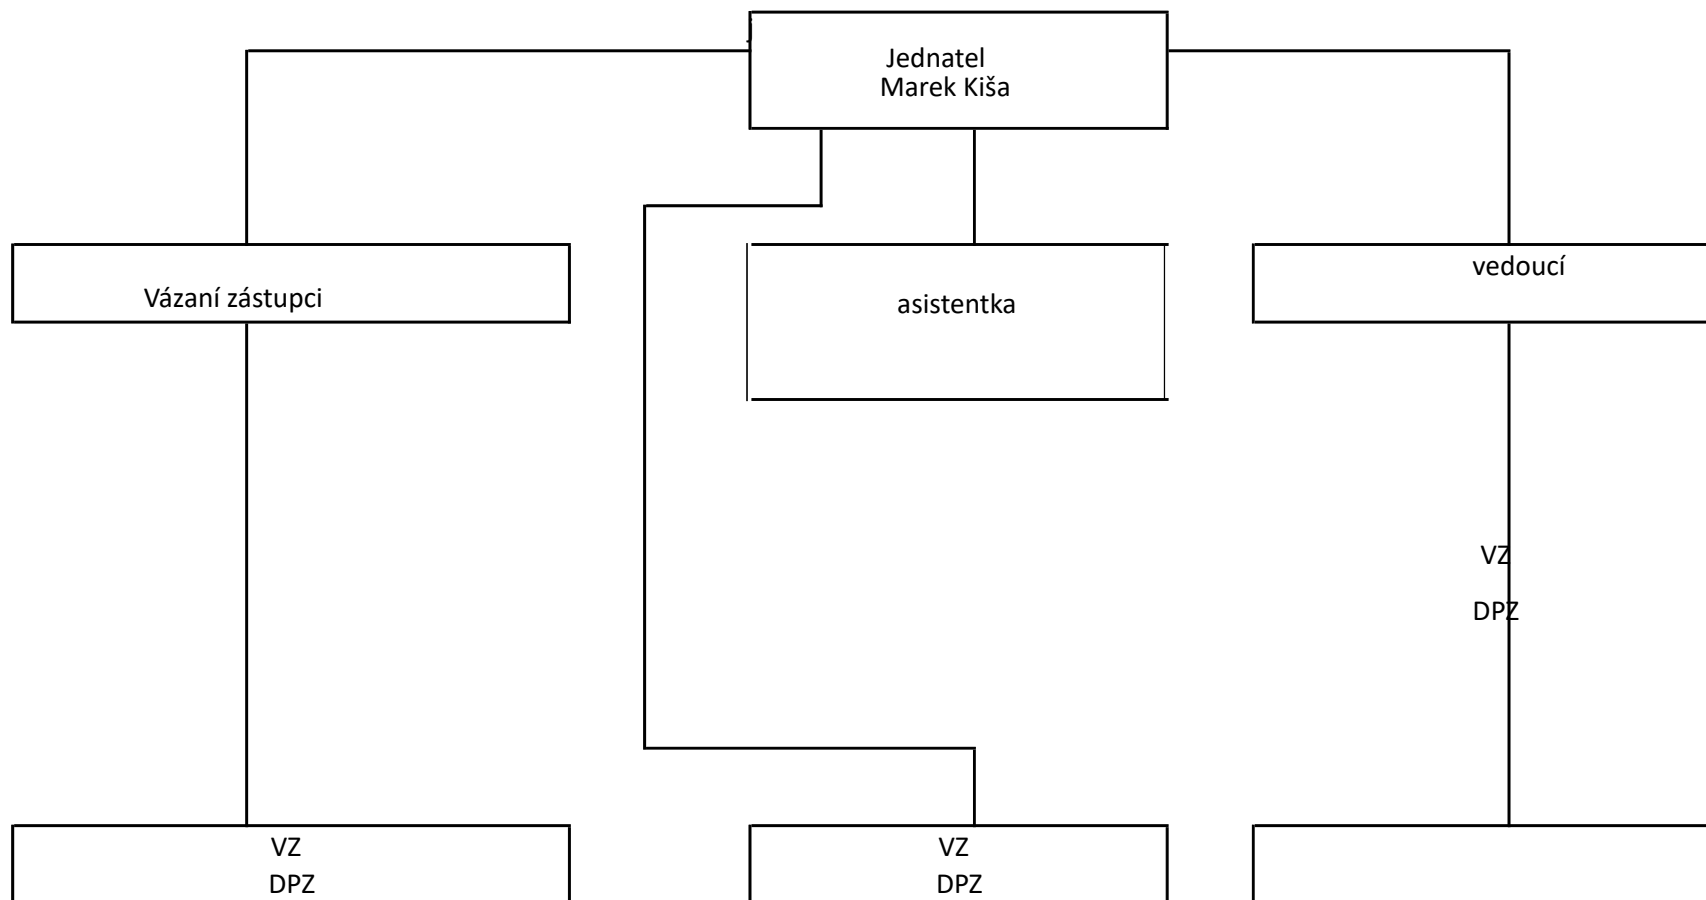 Jednatel
Marek Kiša
Vázaní zástupci
asistentka
vedoucí
VZ
DPZ
VZ
DPZ
VZ
DPZ